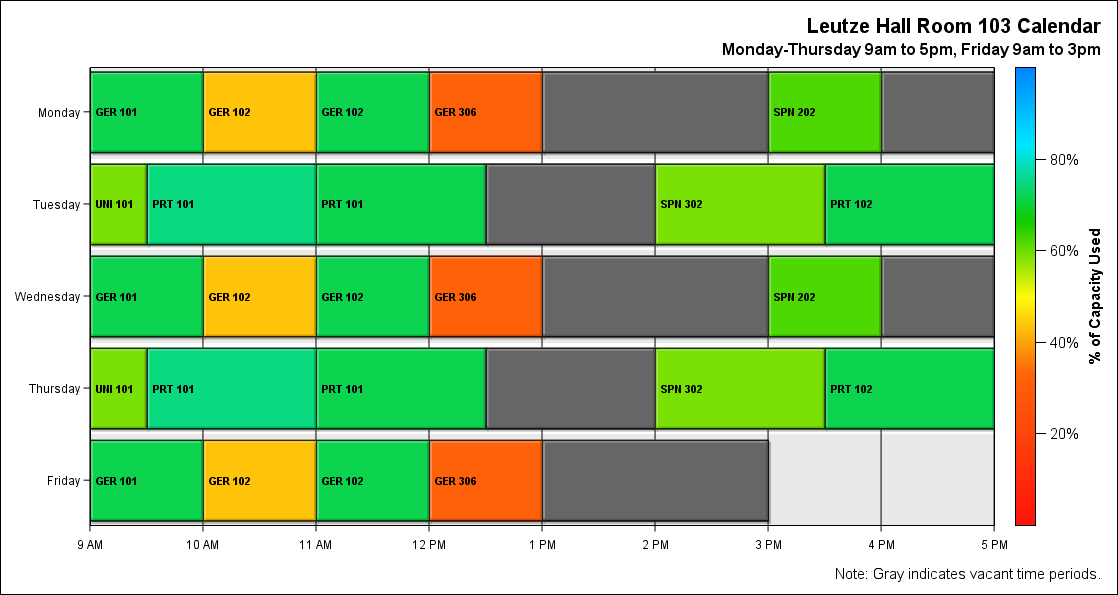 Leutze Hall Room 103 Calendar
Monday-Thursday 9am to 5pm, Friday 9am to 3pm
Monday
GER 101
GER 102
GER 102
GER 306
SPN 202
Tuesday
UNI 101
PRT 101
PRT 101
SPN 302
PRT 102
Wednesday
GER 101
GER 102
GER 102
GER 306
SPN 202
Thursday
UNI 101
PRT 101
PRT 101
SPN 302
PRT 102
Friday
GER 101
GER 102
GER 102
GER 306
9 AM
10 AM
11 AM
12 PM
1 PM
2 PM
3 PM
4 PM
5 PM
80%
60%
40%
20%
% of Capacity Used
Note: Gray indicates vacant time periods.